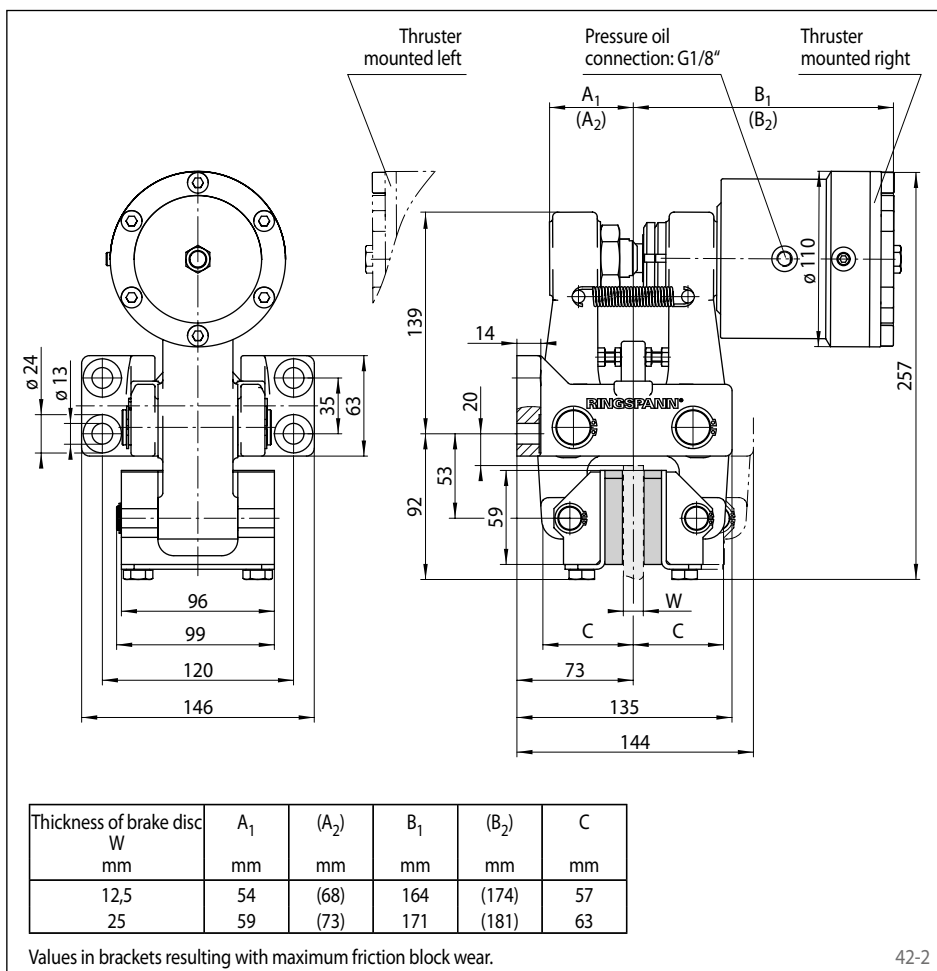 Thruster
mounted left
Pressure oil
connection: G1/8“
Thruster
mounted right
A1
(A2)
B1
(B2)
ø 110
257
139
14
20
53
92
59
RINGSPANN®
ø 24
ø 13
35
63
96
99
120
146
W
C
C
73
135
144
Thickness of brake disc A1 (A2) B1 (B2) C
W
mm mm mm mm mm mm
12,5 54 (68) 164 (174) 57
25 59 (73) 171 (181) 63
Values in brackets resulting with maximum friction block wear.
42-2